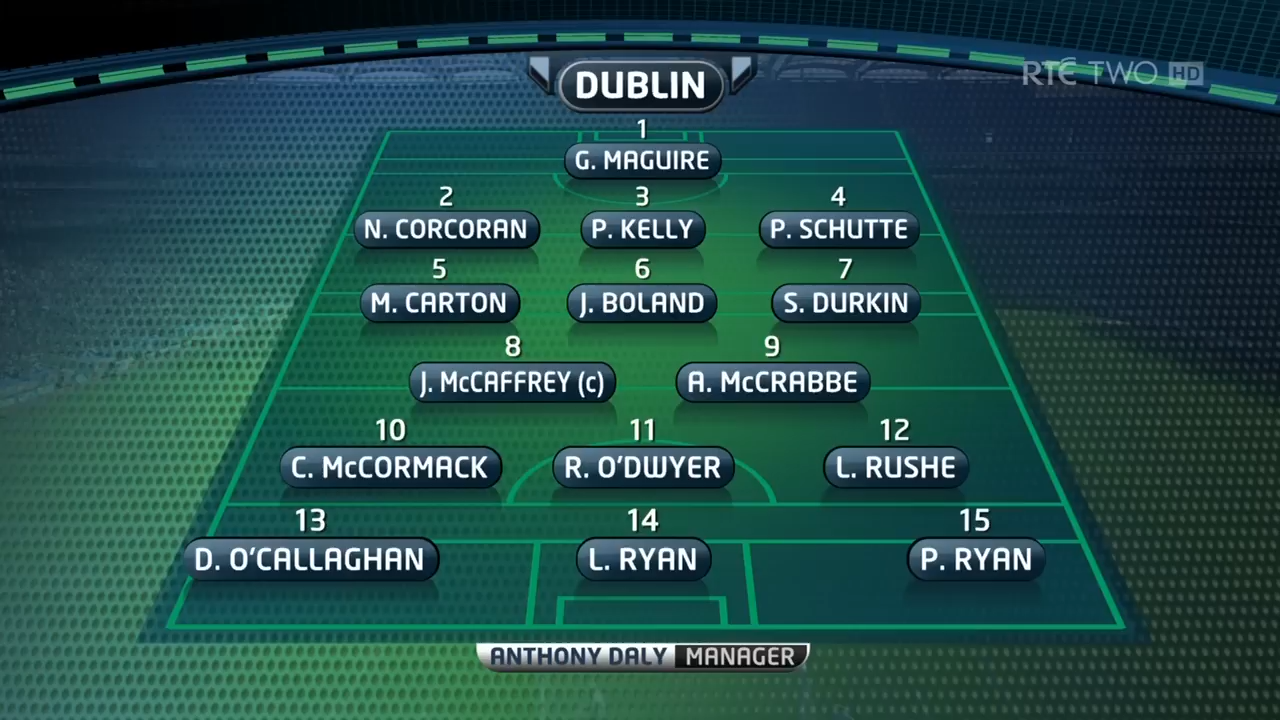 DUBLIN
RTÉ TWO HD
1
G. MAGUIRE
2 3 4
N. CORCORAN P. KELLY P. SCHUTTE
5 6 7
M. CARTON J. BOLAND S. DURKIN
8 9
J. McCAFFREY (c) A. McCRABBE
10 11 12
C. McCORMACK R. O'DWYER L. RUSHE
13 14 15
D. O'CALLAGHAN L. RYAN P. RYAN
ANTHONY DALY MANAGER